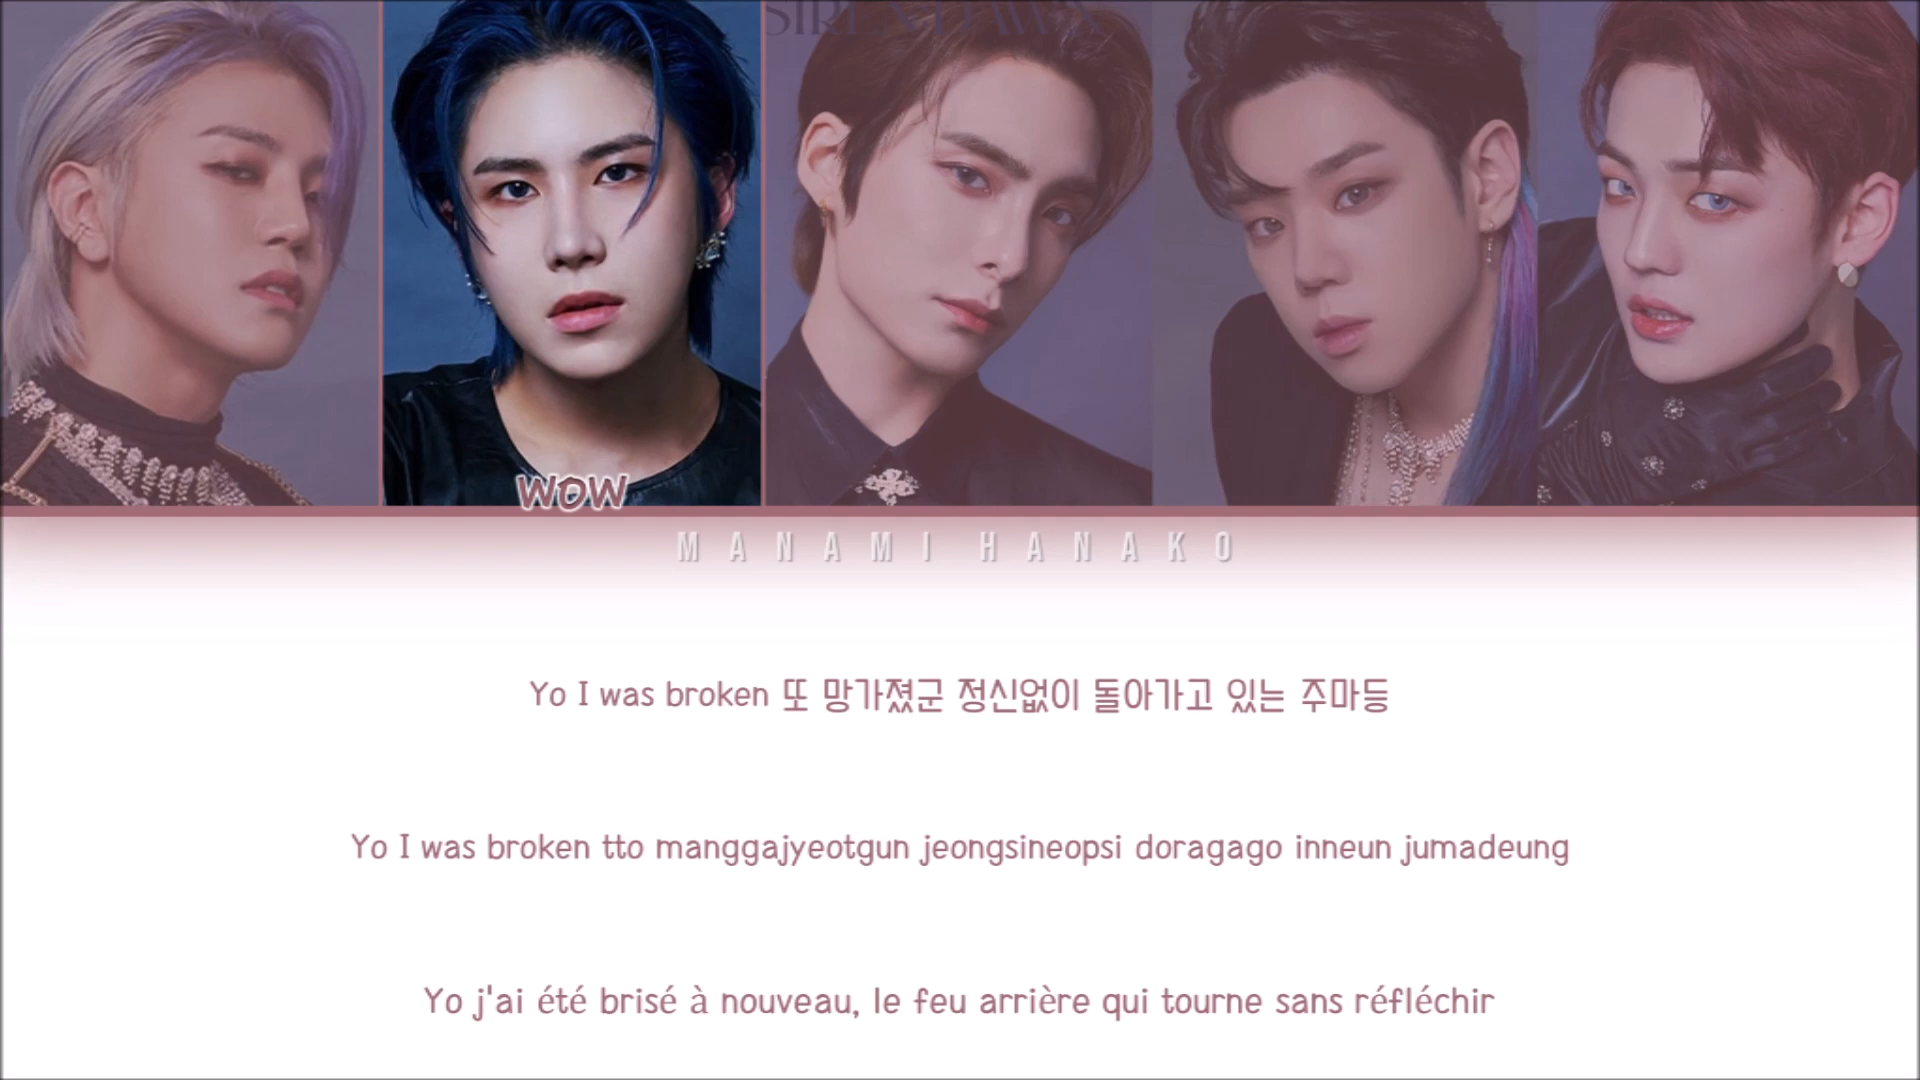 WOW
MANAMI HANAKO
Yo I was broken 또 망가졌군 정신없이 돌아가고 있는 주마등
Yo I was broken tto manggajyeotgun jeongsineopsi doragago inneun jumadeung
Yo j'ai été brisé à nouveau, le feu arrière qui tourne sans réfléchir